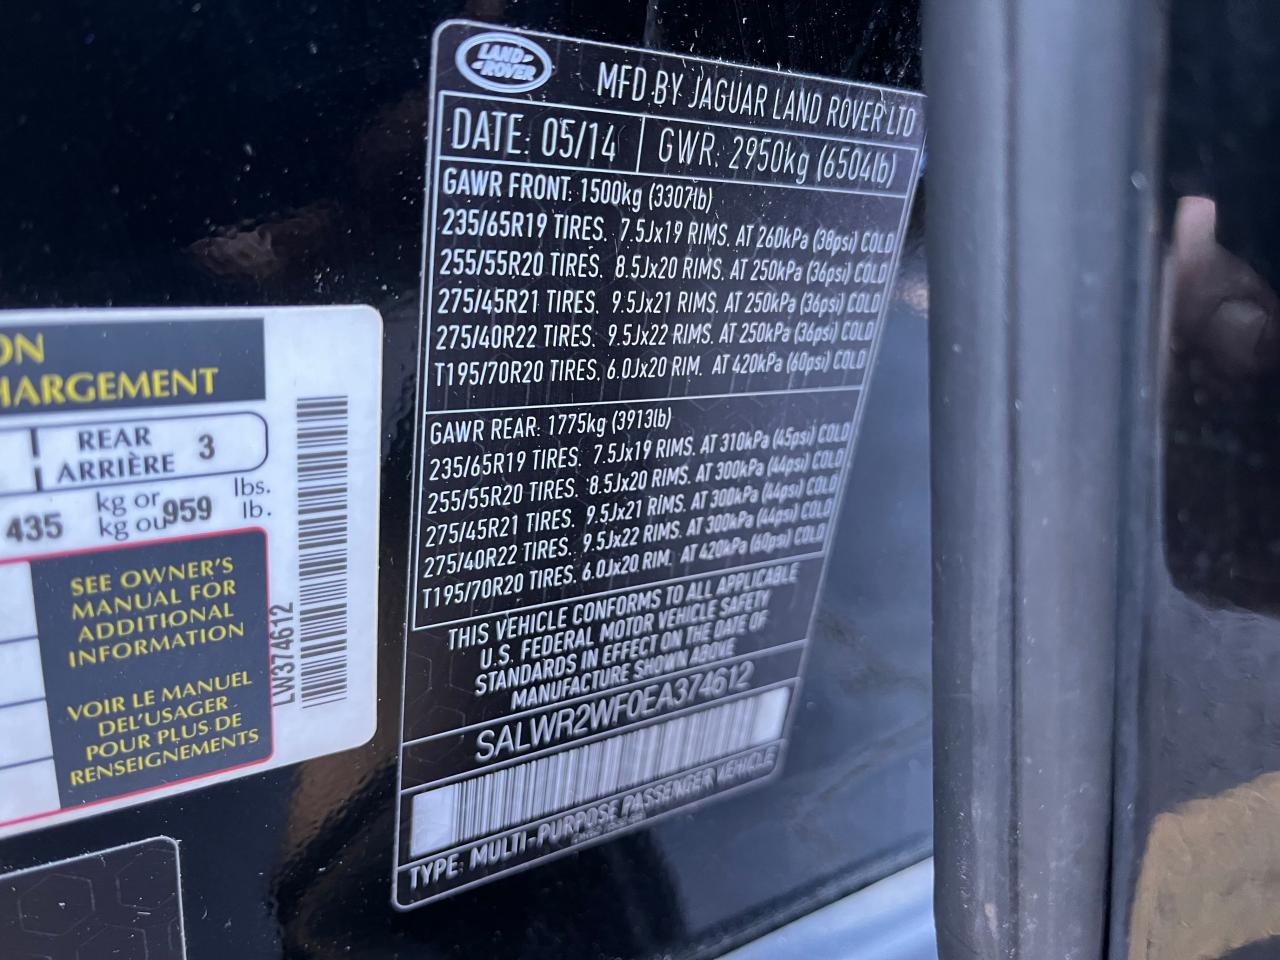 LAND ROVER
MFD BY JAGUAR LAND ROVER LTD
DATE: 05/14 GWR: 2950kg (6504lb)
GAWR FRONT: 1500kg (3307lb)
235/65R19 TIRES. 7.5Jx19 RIMS. AT 260kPa (38psi) COLD
255/55R20 TIRES. 8.5Jx20 RIMS. AT 250kPa (36psi) COLD
275/45R21 TIRES. 9.5Jx21 RIMS. AT 250kPa (36psi) COLD
275/40R22 TIRES. 9.5Jx22 RIMS. AT 250kPa (36psi) COLD
T195/70R20 TIRES. 6.0Jx20 RIM. AT 420kPa (60psi) COLD
GAWR REAR: 1775kg (3913lb)
235/65R19 TIRES. 7.5Jx19 RIMS. AT 310kPa (45psi) COLD
255/55R20 TIRES. 8.5Jx20 RIMS. AT 300kPa (44psi) COLD
275/45R21 TIRES. 9.5Jx21 RIMS. AT 300kPa (44psi) COLD
275/40R22 TIRES. 9.5Jx22 RIMS. AT 300kPa (44psi) COLD
T195/70R20 TIRES. 6.0Jx20 RIM. AT 420kPa (60psi) COLD
THIS VEHICLE CONFORMS TO ALL APPLICABLE
U.S. FEDERAL MOTOR VEHICLE SAFETY
STANDARDS IN EFFECT ON THE DATE OF
MANUFACTURE SHOWN ABOVE
SALWR2WF0EA374612
TYPE: MULTI-PURPOSE PASSENGER VEHICLE
ON
HARGEMENT
REAR
ARRIÈRE 3
435 kg or 959 lbs.
kg ou lb.
SEE OWNER'S
MANUAL FOR
ADDITIONAL
INFORMATION
VOIR LE MANUEL
DEL'USAGER
POUR PLUS DE
RENSEIGNEMENTS
LW374612